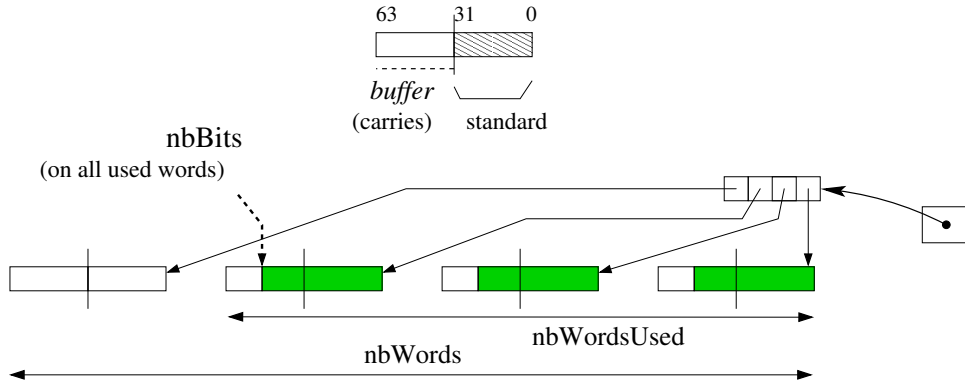 63 31 0
buffer
(carries) standard
nbBits
(on all used words)
nbWordsUsed
nbWords